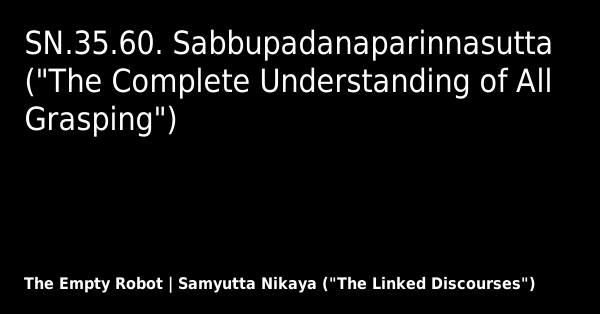 SN.35.60. Sabbupadanaparinnasutta
("The Complete Understanding of All
Grasping")
The Empty Robot | Samyutta Nikaya ("The Linked Discourses")